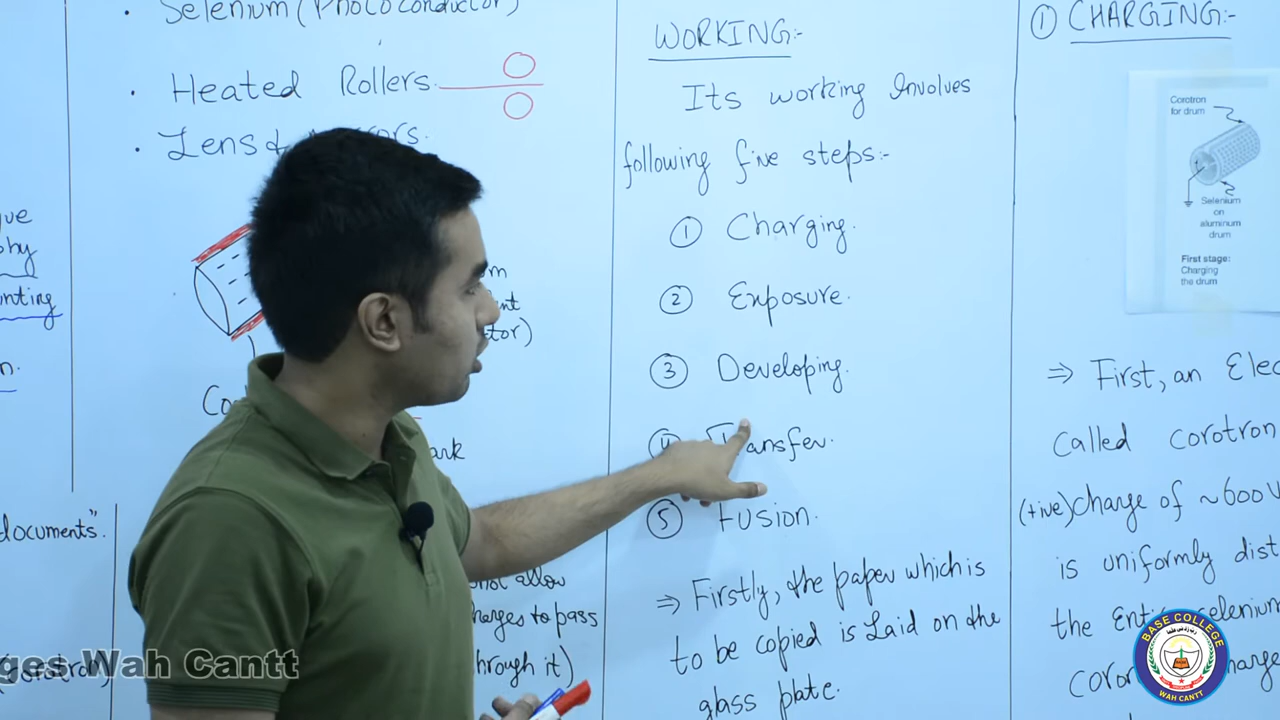 Selenium (Photoconductor)
• Heated Rollers.
• Lens &
ark
not allow
charges to pass
through it)
documents".
WORKING:-
Its working Involves
following five steps:-
① Charging.
② Exposure.
③ Developing.
④ Transfer.
⑤ Fusion.
⇒ Firstly, the paper which is
to be copied is Laid on the
glass plate.
① CHARGING:-
Corotron
for drum
Selenium
on
aluminum
drum
First stage:
Charging
the drum
⇒ First, an Elec
Called corotron
(+ive) charge of ~600V
is uniformly dist
the Entire selenium
ges Wah Cantt
BASE COLLEGE
WAH CANTT